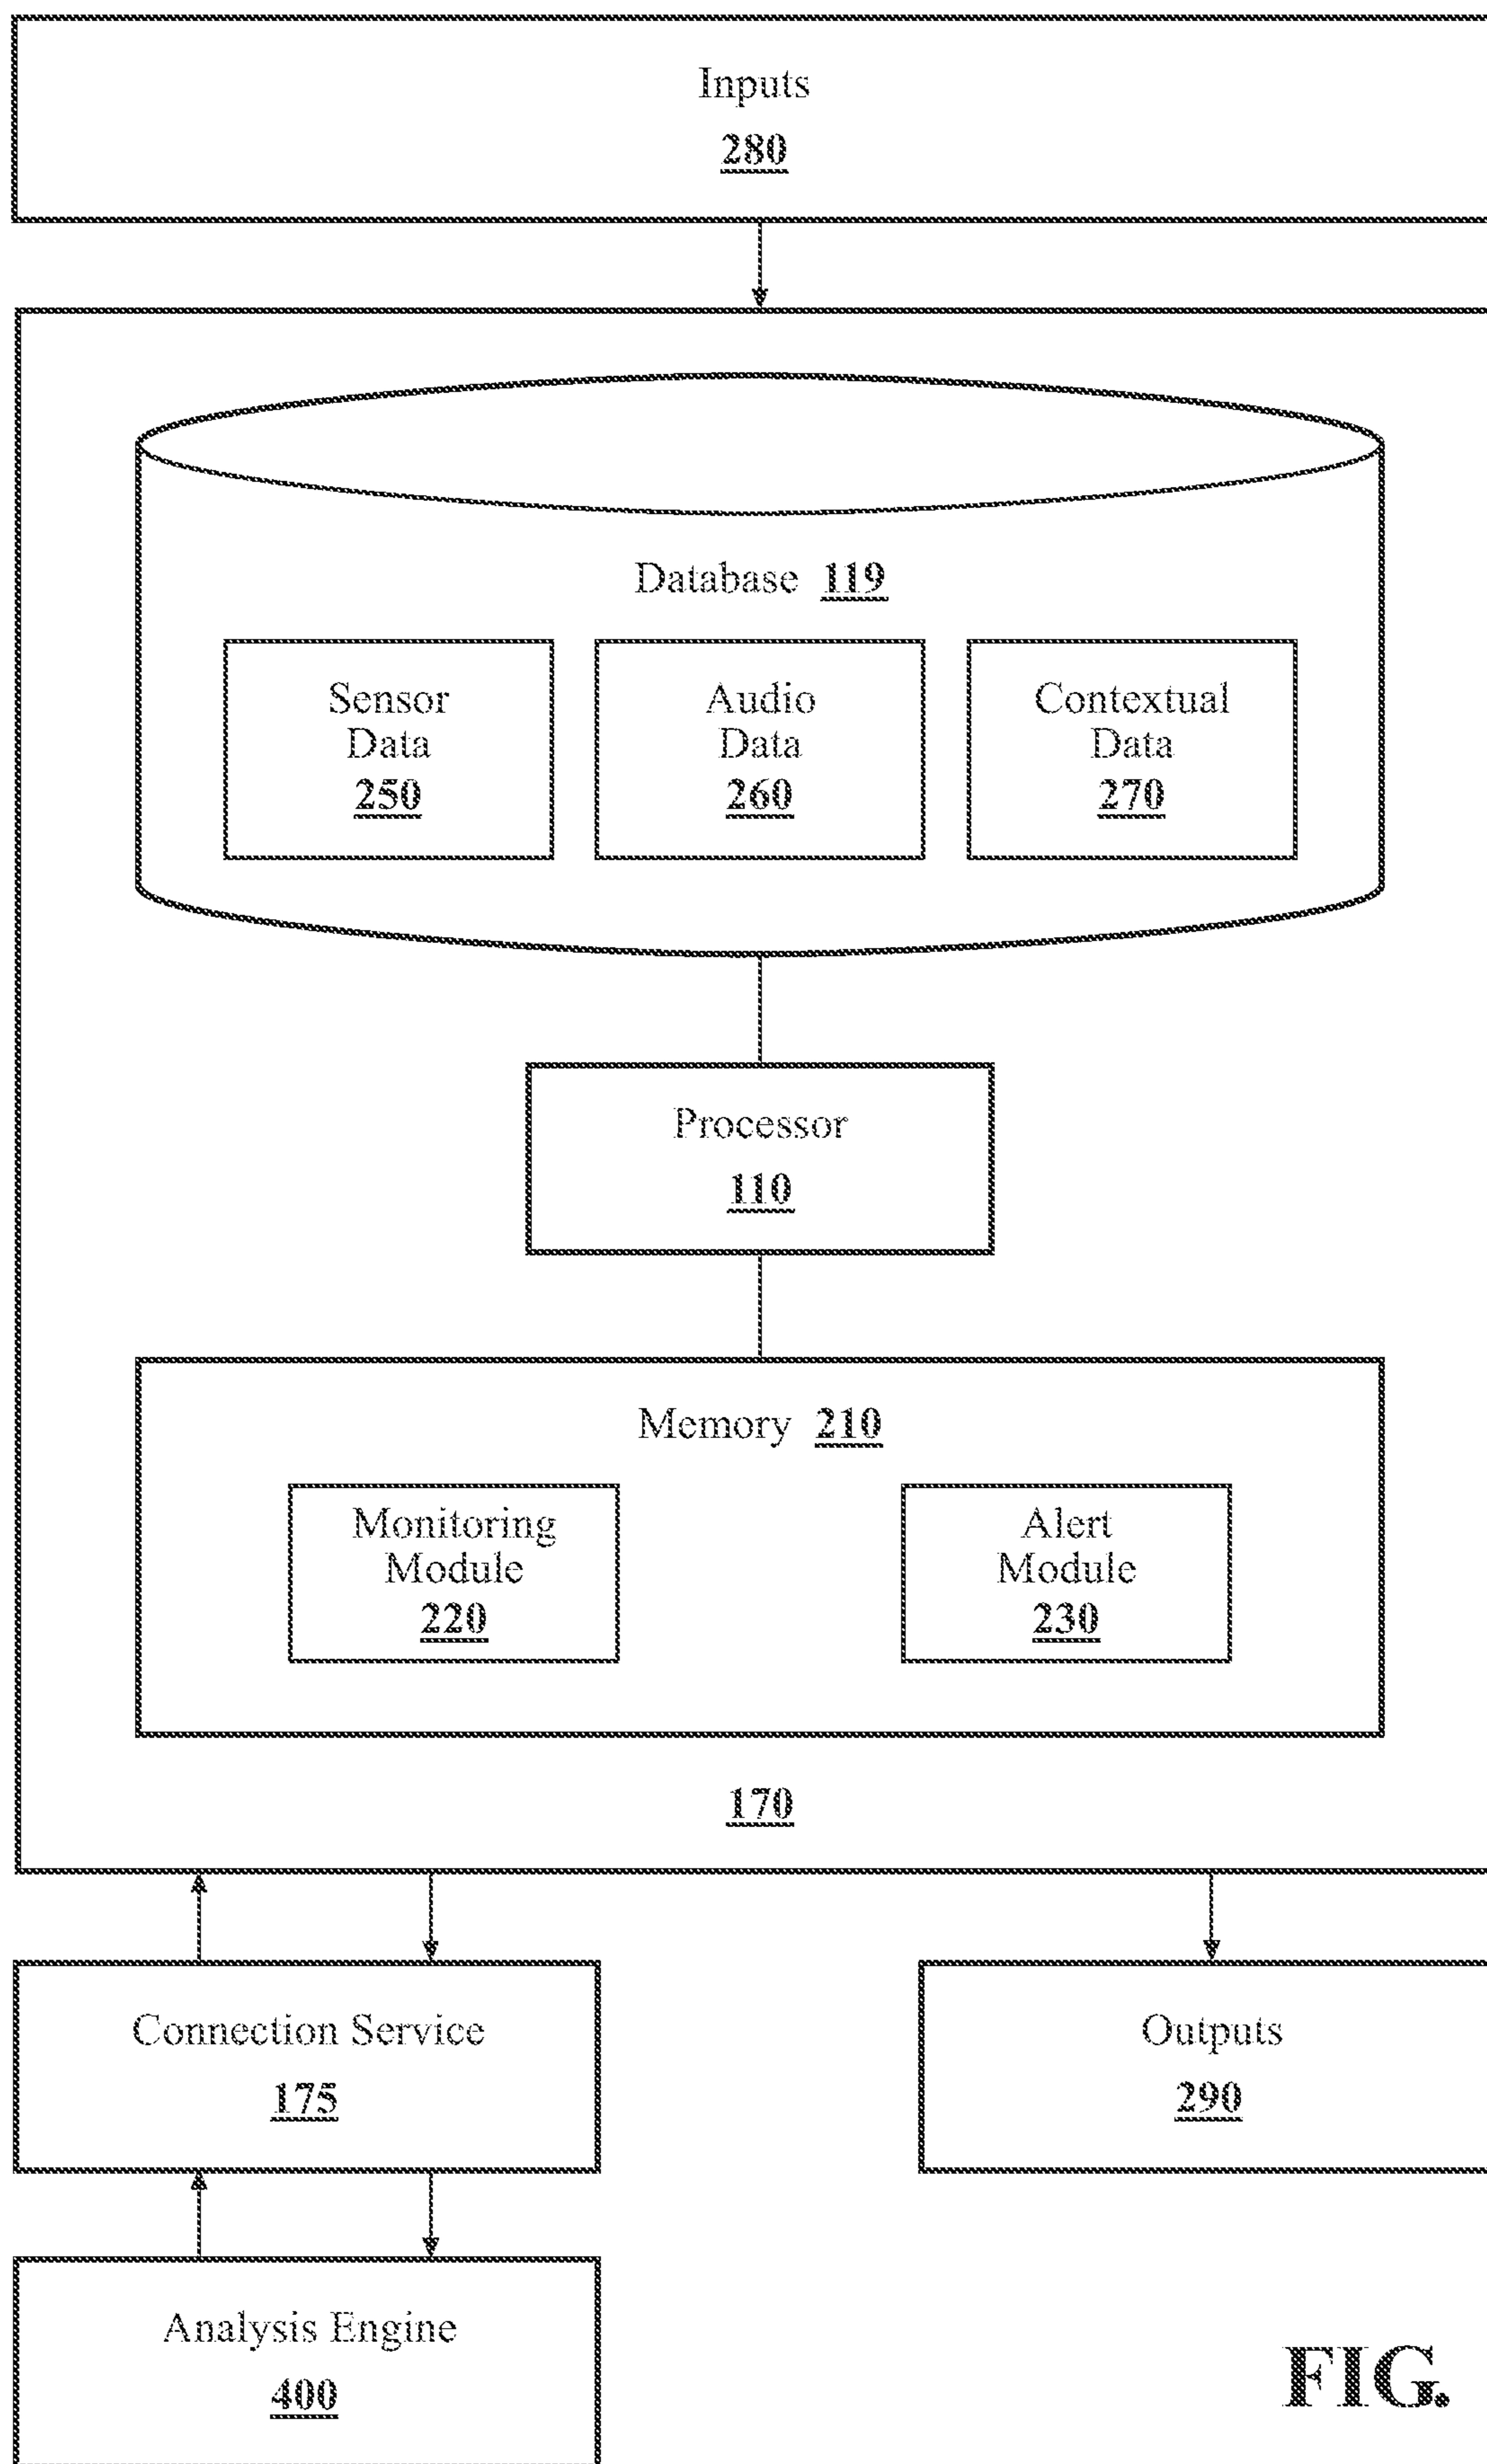 Inputs
280
Database 119
Sensor
Data
250
Audio
Data
260
Contextual
Data
270
Processor
110
Memory 210
Monitoring
Module
220
Alert
Module
230
170
Connection Service
175
Outputs
290
Analysis Engine
400
FIG.